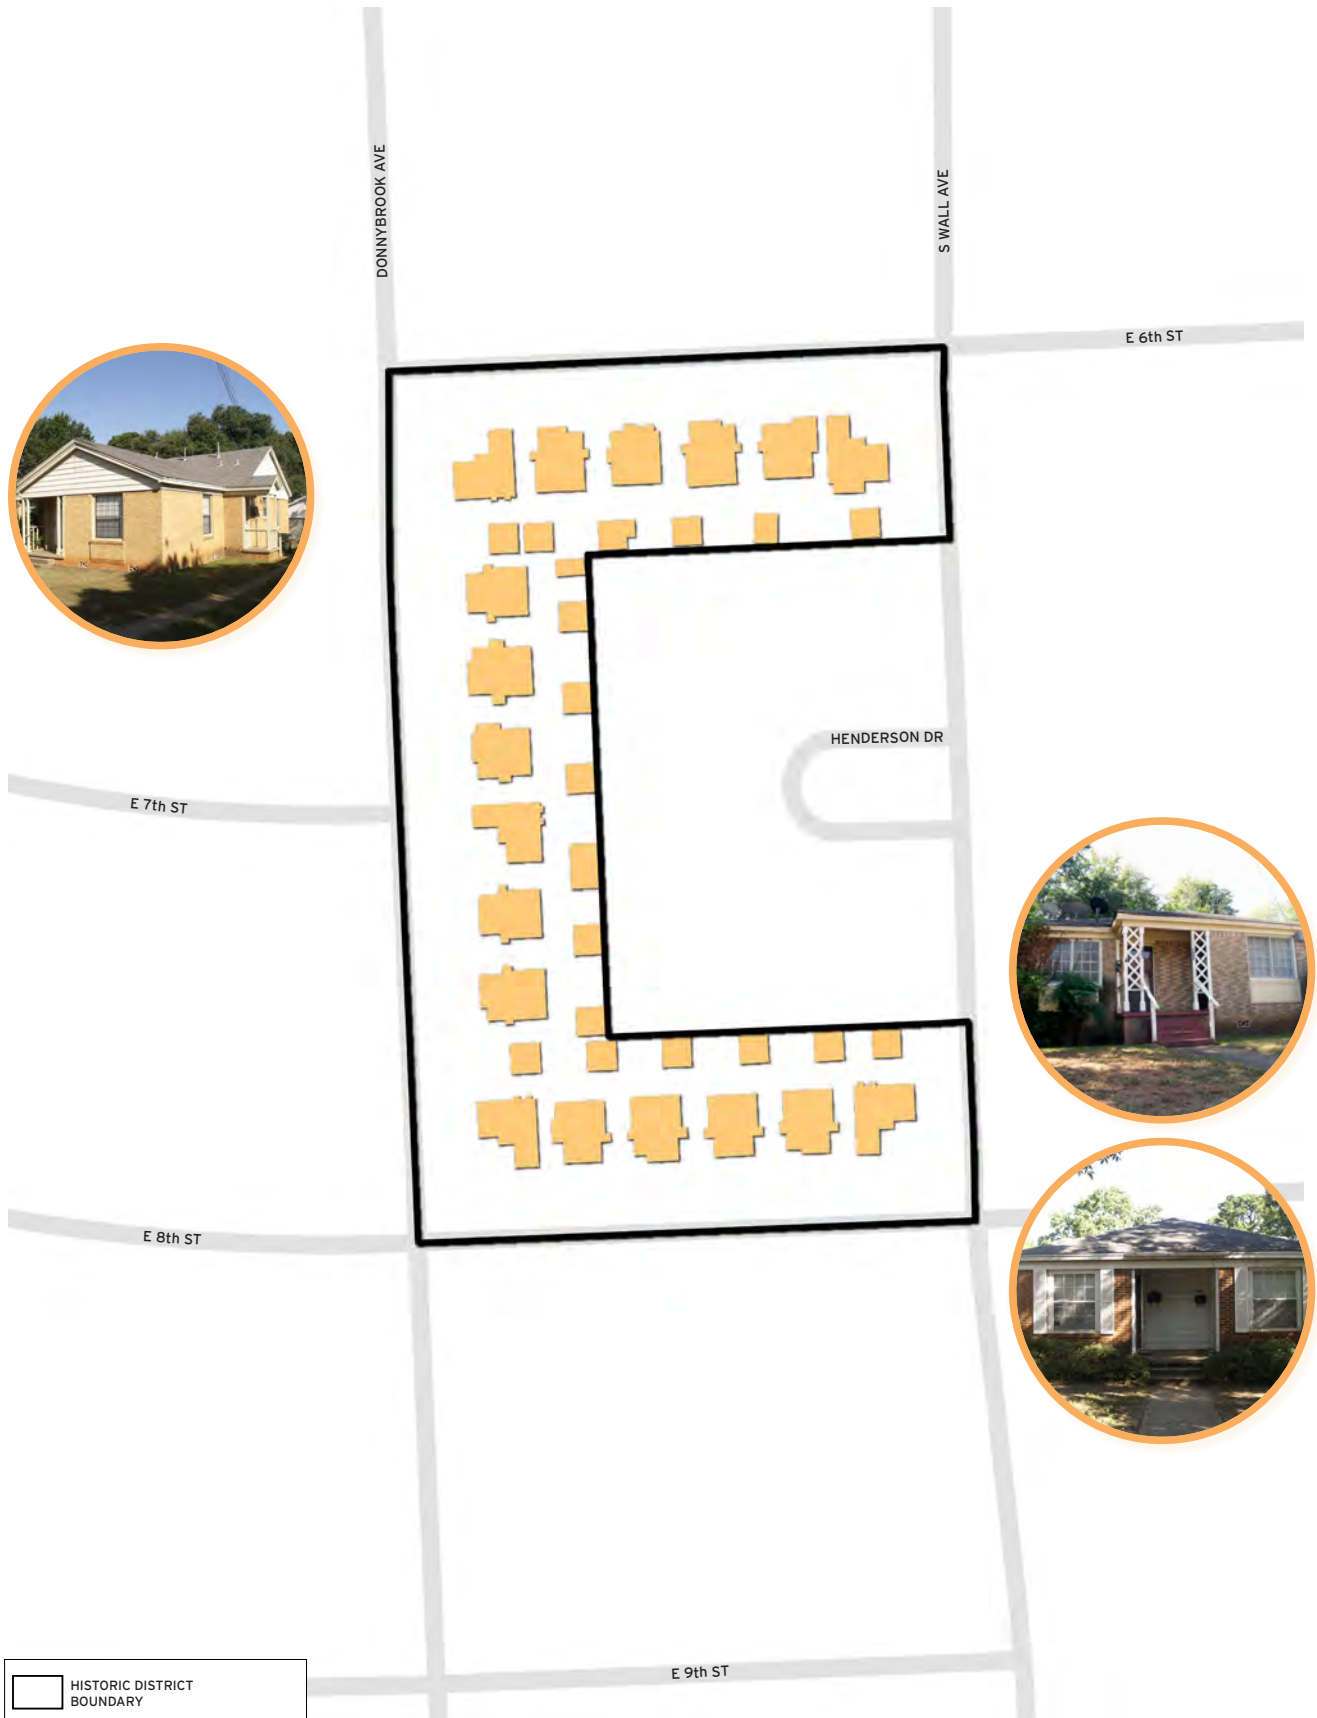 DONNYBROOK AVE
S WALL AVE
E 6th ST
HENDERSON DR
E 7th ST
E 8th ST
E 9th ST
HISTORIC DISTRICT
BOUNDARY